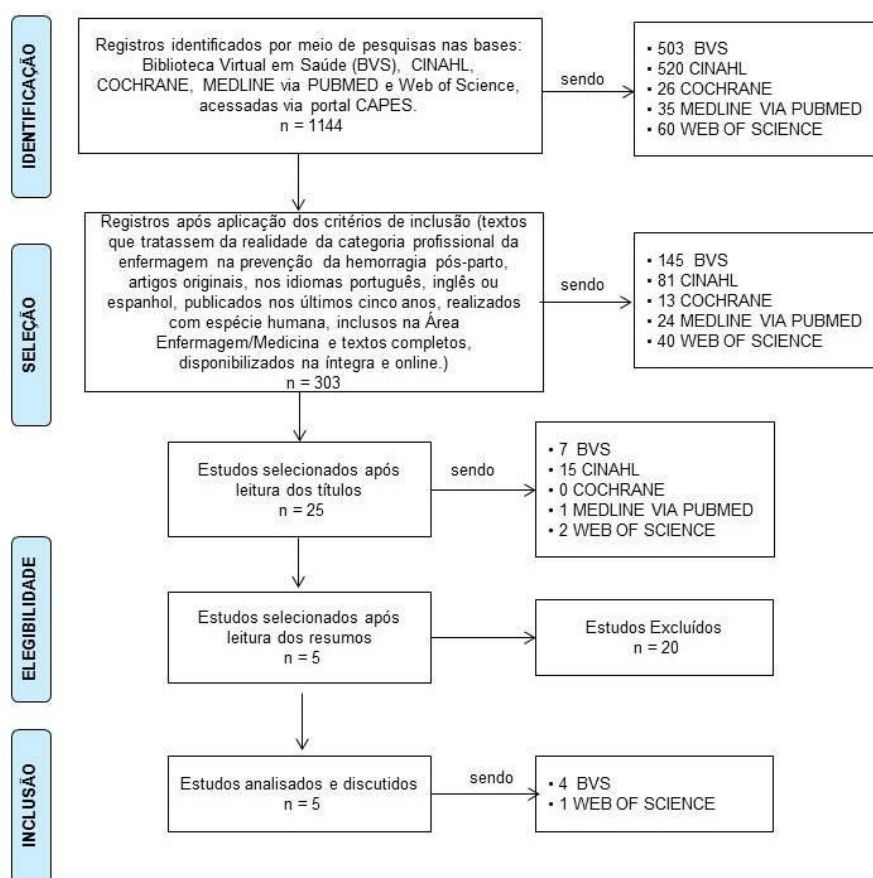 IDENTIFICAÇÃO
Registros identificados por meio de pesquisas nas bases:
Biblioteca Virtual em Saúde (BVS), CINAHL,
COCHRANE, MEDLINE via PUBMED e Web of Science,
acessadas via portal CAPES.
n = 1144
sendo
• 503 BVS
• 520 CINAHL
• 26 COCHRANE
• 35 MEDLINE VIA PUBMED
• 60 WEB OF SCIENCE
SELEÇÃO
Registros após aplicação dos critérios de inclusão (textos
que tratassem da realidade da categoria profissional da
enfermagem na prevenção da hemorragia pós-parto,
artigos originais, nos idiomas português, inglês ou
espanhol, publicados nos últimos cinco anos, realizados
com espécie humana, inclusos na Área
Enfermagem/Medicina e textos completos,
disponibilizados na íntegra e online.)
n = 303
sendo
• 145 BVS
• 81 CINAHL
• 13 COCHRANE
• 24 MEDLINE VIA PUBMED
• 40 WEB OF SCIENCE
Estudos selecionados após
leitura dos títulos
n = 25
sendo
• 7 BVS
• 15 CINAHL
• 0 COCHRANE
• 1 MEDLINE VIA PUBMED
• 2 WEB OF SCIENCE
ELEGIBILIDADE
Estudos selecionados após
leitura dos resumos
n = 5
Estudos Excluídos
n = 20
INCLUSÃO
Estudos analisados e discutidos
n = 5
sendo
• 4 BVS
• 1 WEB OF SCIENCE